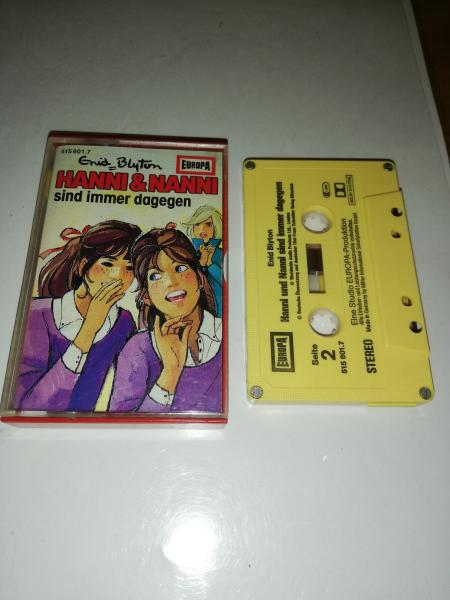 515 601.7
Enid Blyton
EUROPA
HANNI & NANNI
sind immer dagegen
Enid Blyton
Hanni und Nanni sind immer dagegen
EUROPA
Seite
2
515 601.7
Eine Studio EUROPA-Produktion
STEREO